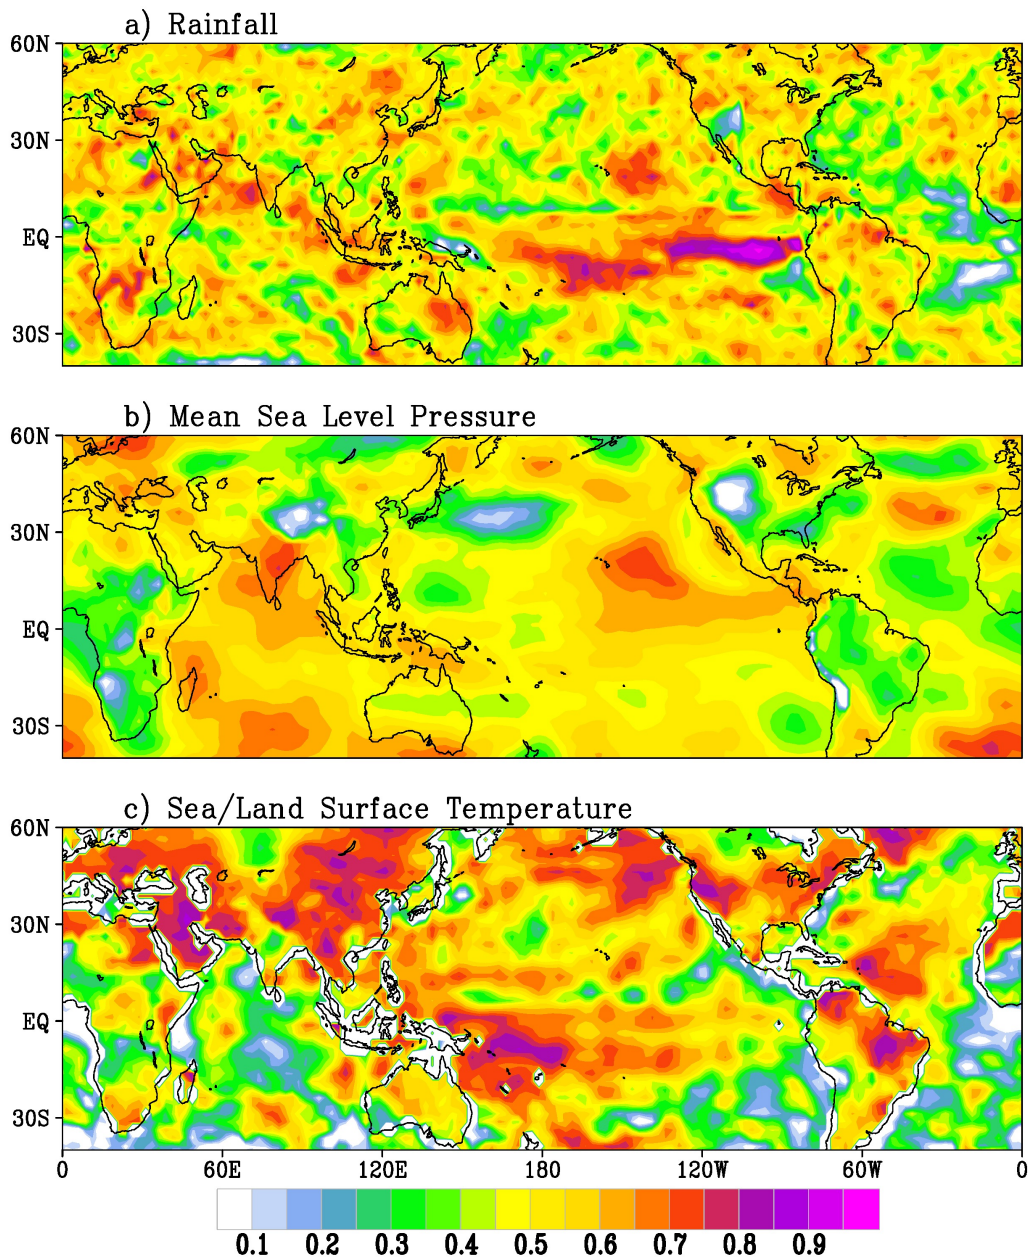 a) Rainfall
60N
30N
EQ
30S
b) Mean Sea Level Pressure
60N
30N
EQ
30S
c) Sea/Land Surface Temperature
60N
30N
EQ
30S
0 60E 120E 180 120W 60W 0
0.1 0.2 0.3 0.4 0.5 0.6 0.7 0.8 0.9